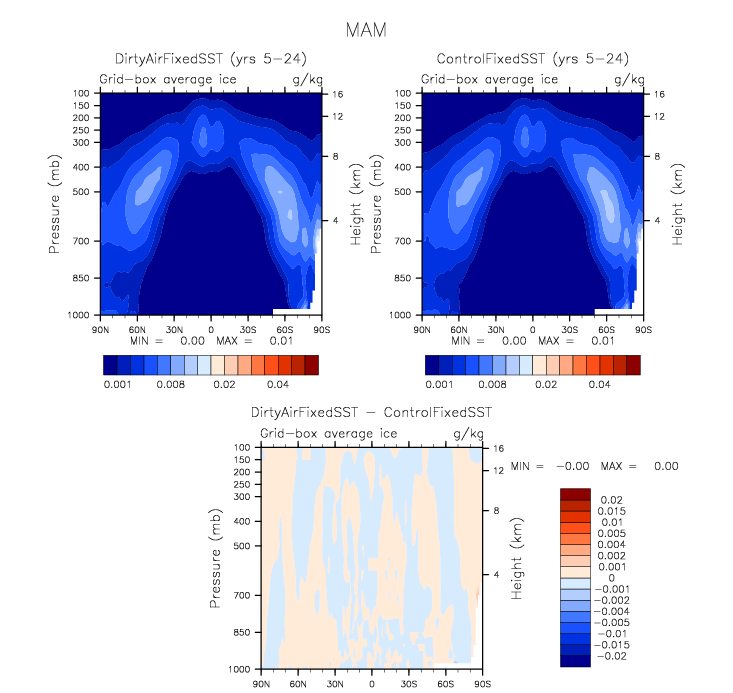 MAM
DirtyAirFixedSST (yrs 5-24)
Grid-box average ice g/kg
100
150
200
250
300
400
500
700
850
1000
Pressure (mb)
16
12
8
4
Height (km)
90N 60N 30N 0 30S 60S 90S
MIN = 0.00 MAX = 0.01
0.001 0.008 0.02 0.04
ControlFixedSST (yrs 5-24)
Grid-box average ice g/kg
100
150
200
250
300
400
500
700
850
1000
Pressure (mb)
16
12
8
4
Height (km)
90N 60N 30N 0 30S 60S 90S
MIN = 0.00 MAX = 0.01
0.001 0.008 0.02 0.04
DirtyAirFixedSST - ControlFixedSST
Grid-box average ice g/kg
100
150
200
250
300
400
500
700
850
1000
Pressure (mb)
16
12
8
4
Height (km)
90N 60N 30N 0 30S 60S 90S
MIN = -0.00 MAX = 0.00
0.02
0.015
0.01
0.005
0.004
0.002
0.001
0
-0.001
-0.002
-0.004
-0.005
-0.01
-0.015
-0.02